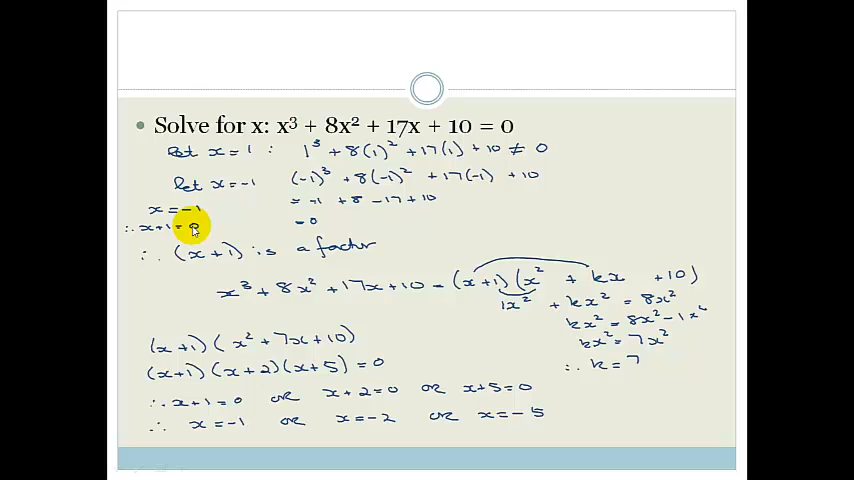 Solve for x: x³ + 8x² + 17x + 10 = 0
Let x = 1 : 1³ + 8(1)² + 17(1) + 10 ≠ 0
Let x = -1 (-1)³ + 8(-1)² + 17(-1) + 10
x = -1 = -1 + 8 - 17 + 10
∴ x+1 = 0 = 0
∴ (x+1) is a factor
x³ + 8x² + 17x + 10 = (x+1)(x² + kx + 10)
1x² + kx² = 8x²
kx² = 8x² - 1x²
(x+1)(x² + 7x + 10) kx² = 7x²
(x+1)(x+2)(x+5) = 0 ∴ k = 7
∴ x+1 = 0 or x+2 = 0 or x+5 = 0
∴ x = -1 or x = -2 or x = -5